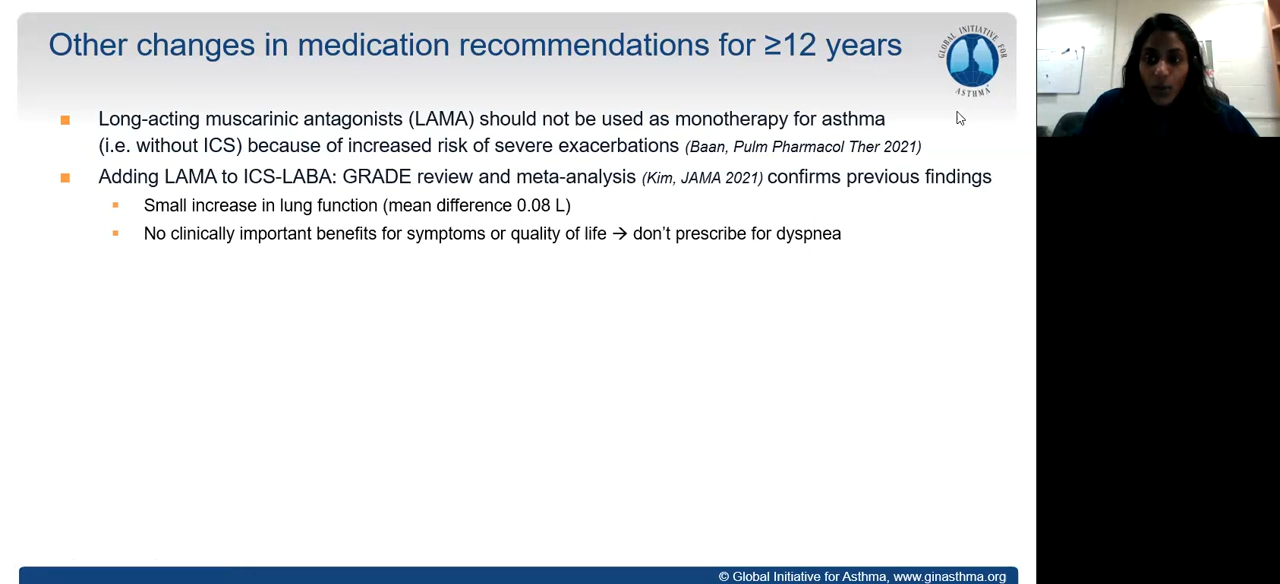 Other changes in medication recommendations for ≥12 years
GLOBAL INITIATIVE FOR
ASTHMA
Long-acting muscarinic antagonists (LAMA) should not be used as monotherapy for asthma
(i.e. without ICS) because of increased risk of severe exacerbations (Baan, Pulm Pharmacol Ther 2021)
Adding LAMA to ICS-LABA: GRADE review and meta-analysis (Kim, JAMA 2021) confirms previous findings
Small increase in lung function (mean difference 0.08 L)
No clinically important benefits for symptoms or quality of life → don’t prescribe for dyspnea
© Global Initiative for Asthma, www.ginasthma.org